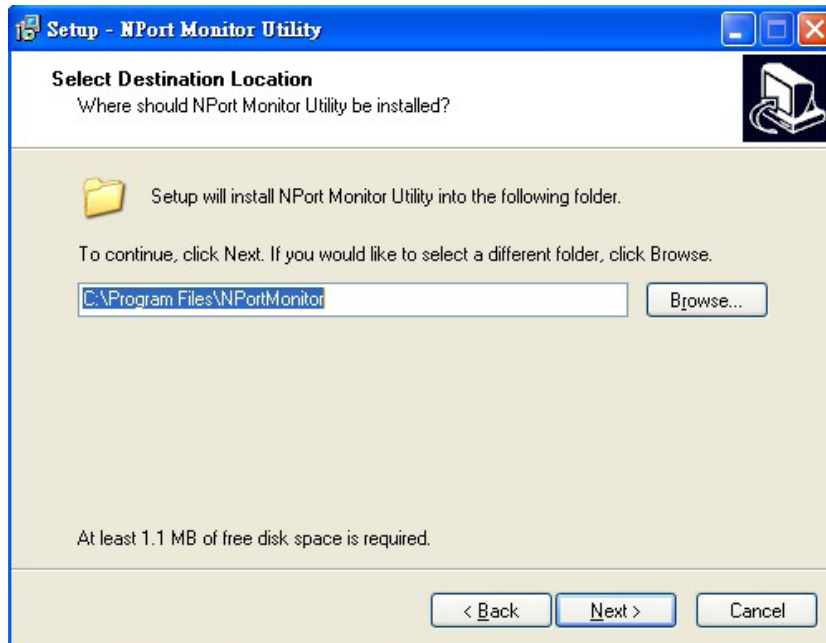 Setup - NPort Monitor Utility
Select Destination Location
Where should NPort Monitor Utility be installed?
Setup will install NPort Monitor Utility into the following folder.
To continue, click Next. If you would like to select a different folder, click Browse.
C:\Program Files\NPortMonitor
Browse...
At least 1.1 MB of free disk space is required.
< Back
Next >
Cancel